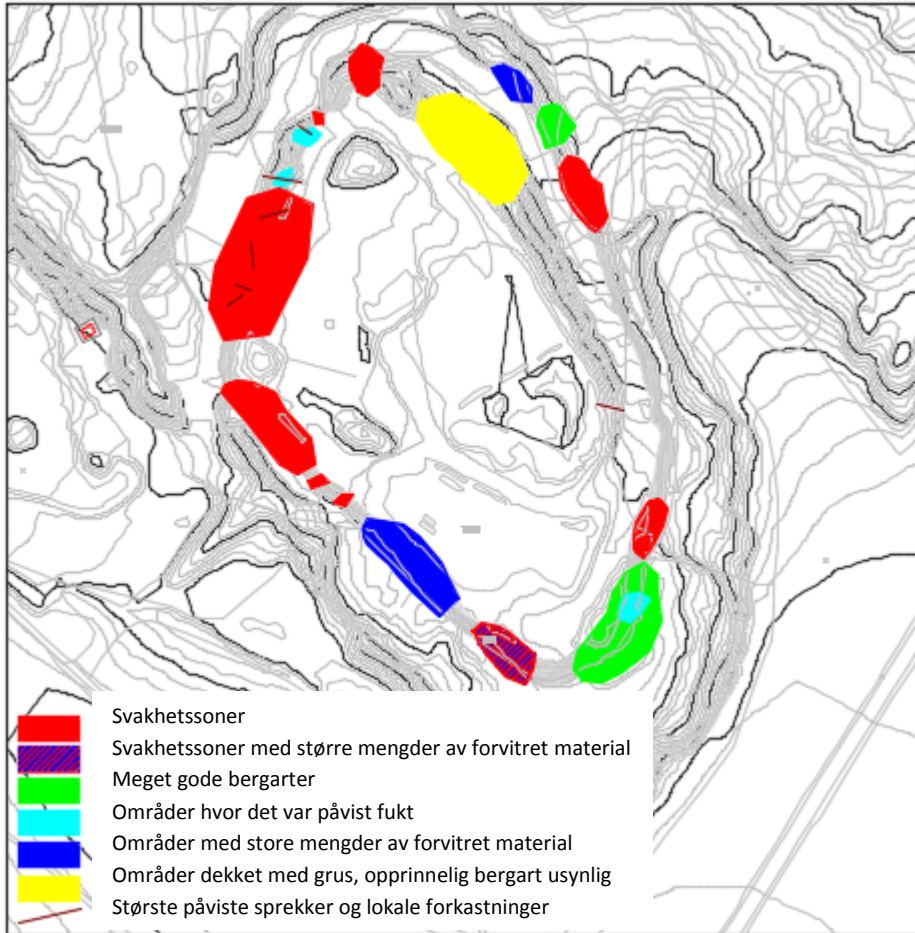 Svakhetssoner
Svakhetssoner med større mengder av forvitret material
Meget gode bergarter
Områder hvor det var påvist fukt
Områder med store mengder av forvitret material
Områder dekket med grus, opprinnelig bergart usynlig
Største påviste sprekker og lokale forkastninger